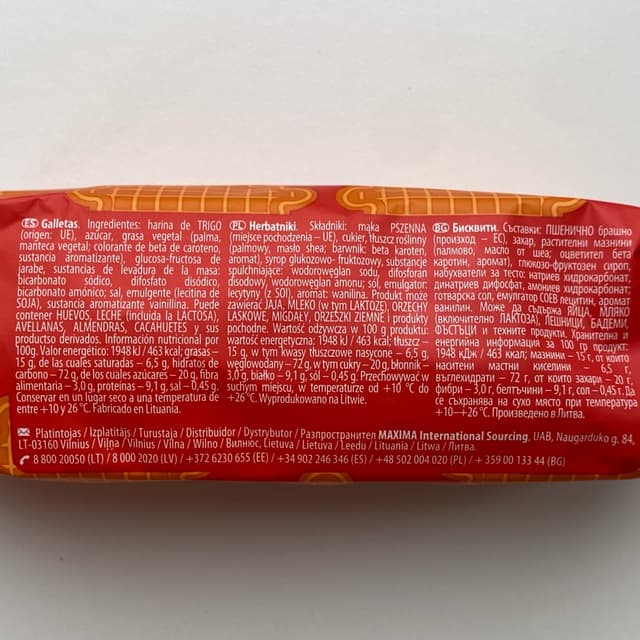 ES Galletas. Ingredientes: harina de TRIGO
(origen: UE), azúcar, grasa vegetal (palma,
manteca vegetal; colorante de beta de caroteno,
sustancia aromatizante), glucosa-fructosa de
jarabe, sustancias de levadura de la masa:
bicarbonato sódico, difosfato disódico,
bicarbonato amónico; sal, emulgente (lecitina de
SOJA), sustancia aromatizante vainillina. Puede
contener HUEVOS, LECHE (incluida la LACTOSA),
AVELLANAS, ALMENDRAS, CACAHUETES y sus
productso derivados. Información nutricional por
100g. Valor energético: 1948 kJ / 463 kcal; grasas –
15 g, de las cuales saturadas – 6,5 g, hidratos de
carbono – 72 g, de los cuales azúcares – 20 g, fibra
alimentaria – 3,0 g, proteínas – 9,1 g, sal – 0,45 g.
Conservar en un lugar seco a una temperatura de
entre +10 y 26 °C. Fabricado en Lituania.
PL Herbatniki. Składniki: mąka PSZENNA
(miejsce pochodzenia – UE), cukier, tłuszcz roślinny
(palmowy, masło shea; barwnik: beta karoten,
aromat), syrop glukozowo- fruktozowy, substancje
spulchniające: wodorowęglan sodu, difosforan
disodowy, wodorowęglan amonu; sól, emulgator:
lecytyny (z SOI), aromat: wanilina. Produkt może
zawierać JAJA, MLEKO (w tym LAKTOZĘ), ORZECHY
LASKOWE, MIGDAŁY, ORZESZKI ZIEMNE i produkty
pochodne. Wartość odżywcza w 100 g produktu:
wartość energetyczna: 1948 kJ / 463 kcal; tłuszcz –
15 g, w tym kwasy tłuszczowe nasycone – 6,5 g,
węglowodany – 72 g, w tym cukry – 20 g, błonnik –
3,0 g, białko – 9,1 g, sól – 0,45 g. Przechowywać w
suchym miejscu, w temperaturze od +10 °C do
+26 °C. Wyprodukowano na Litwie.
BG Бисквити. Съставки: ПШЕНИЧНО брашно
(произход – ЕС), захар, растителни мазнини
(палмово, масло от шеа; оцветител бета
каротин, аромат), глюкозо-фруктозен сироп,
набухватели за тесто: натриев хидрокарбонат,
динатриев дифосфат, амониев хидрокарбонат;
готварска сол, емулгатор СОЕВ лецитин, аромат
ванилин. Може да съдържа ЯЙЦА, МЛЯКО
(включително ЛАКТОЗА), ЛЕШНИЦИ, БАДЕМИ,
ФЪСТЪЦИ и техните продукти. Хранителна и
енергийна информация за 100 гр продукт:
1948 кДж / 463 ккал; мазнини – 15 г, от които
наситени мастни киселини – 6,5 г,
въглехидрати – 72 г, от които захари – 20 г,
фибри – 3,0 г, белтъчини – 9,1 г, сол – 0,45 г. Да
се съхранява на сухо място при температура
+10–+26 °C. Произведено в Литва.
Platintojas / Izplatītājs / Turustaja / Distribuidor / Dystrybutor / Разпространител MAXIMA International Sourcing, UAB, Naugarduko g. 84,
LT-03160 Vilnius / Viļņa / Vilnius / Vilna / Wilno / Вилнюс, Lietuva / Lietuva / Leedu / Lituania / Litwa / Литва.
8 800 20050 (LT) / 8 000 2020 (LV) / +372 6230 655 (EE) / +34 902 246 346 (ES) / +48 502 004 020 (PL) / + 359 00 133 44 (BG)